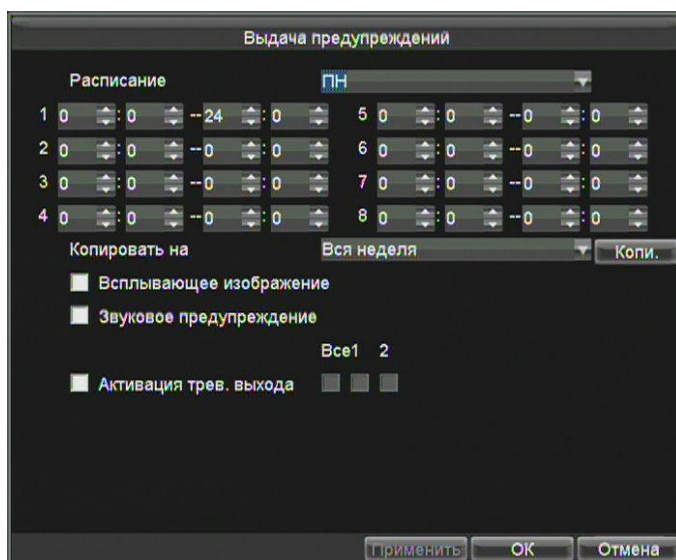 Выдача предупреждений
Расписание ПН
1 0 : 0 -- 24 : 0 5 0 : 0 -- 0 : 0
2 0 : 0 -- 0 : 0 6 0 : 0 -- 0 : 0
3 0 : 0 -- 0 : 0 7 0 : 0 -- 0 : 0
4 0 : 0 -- 0 : 0 8 0 : 0 -- 0 : 0
Копировать на Вся неделя Копи.
Всплывающее изображение
Звуковое предупреждение
Все1 2
Активация трев. выхода
Применить OK Отмена